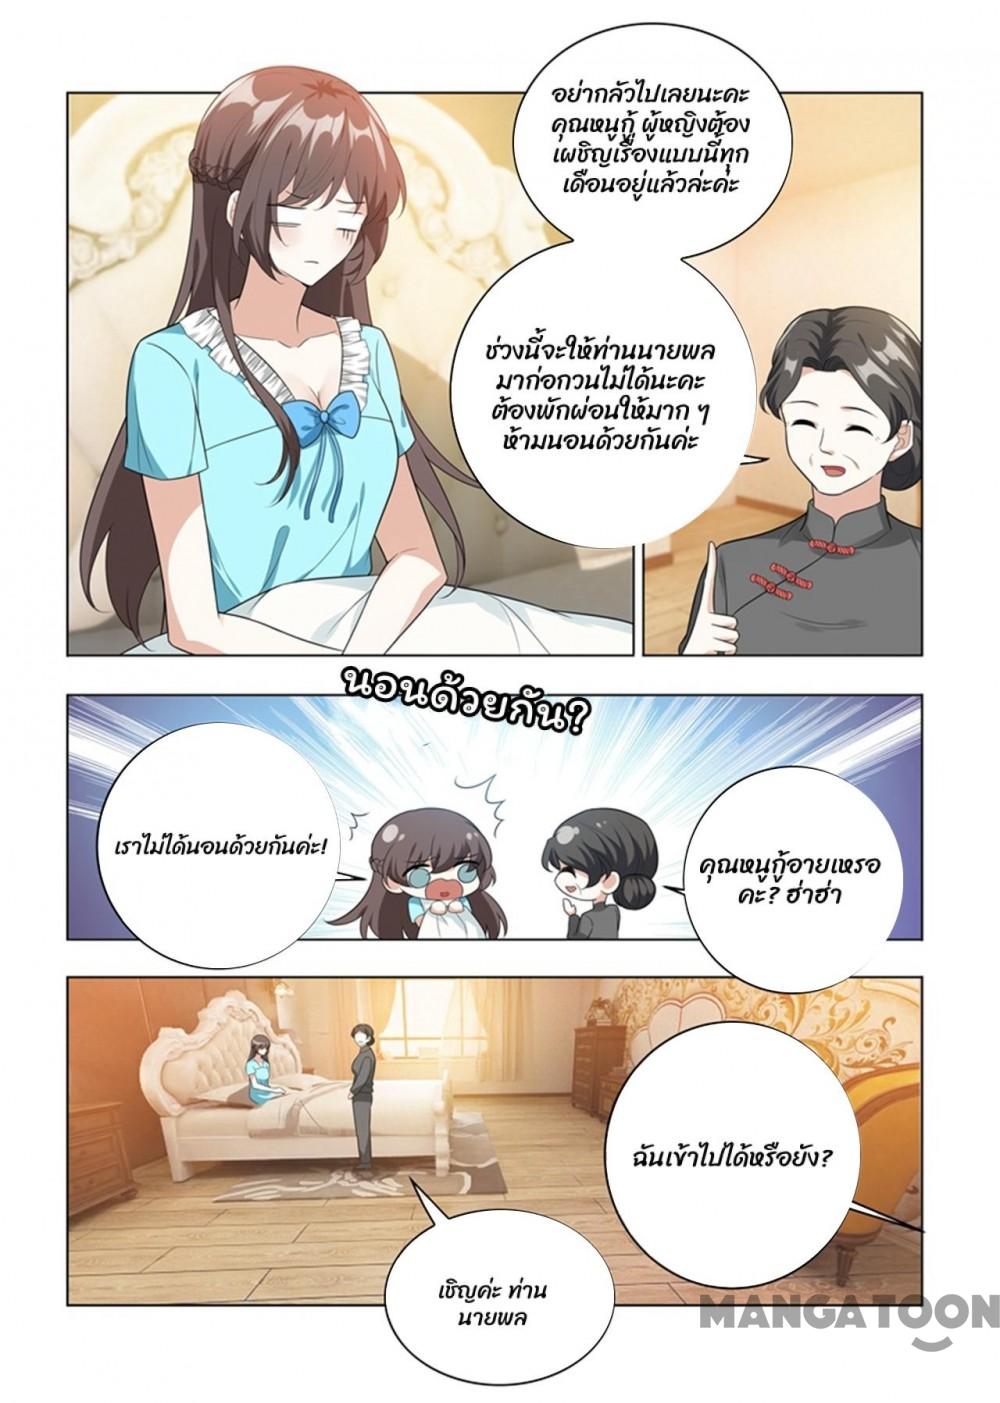 อย่ากลัวไปเลยนะคะ
คุณหนูกู้ ผู้หญิงต้อง
เผชิญเรื่องแบบนี้ทุก
เดือนอยู่แล้วล่ะค่ะ
ช่วงนี้จะให้ท่านนายพล
มาก่อกวนไม่ได้นะคะ
ต้องพักผ่อนให้มาก ๆ
ห้ามนอนด้วยกันค่ะ
นอนด้วยกัน?
เราไม่ได้นอนด้วยกันค่ะ!
คุณหนูกู้อายเหรอ
คะ? ฮ่าฮ่า
ฉันเข้าไปได้หรือยัง?
เชิญค่ะ ท่าน
นายพล
MANGATOON